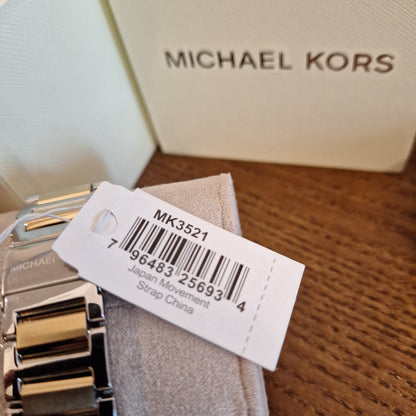 MICHAEL KORS
MK3521
7 96483 25693 4
Japan Movement
Strap China
MICHAEL